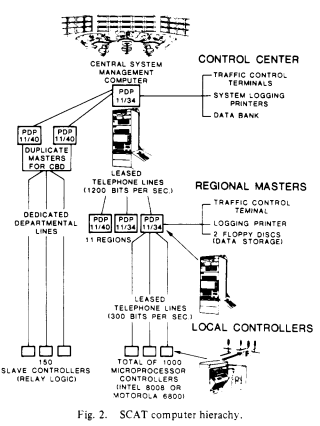 CENTRAL SYSTEM
MANAGEMENT
COMPUTER
CONTROL CENTER
TRAFFIC CONTROL
TERMINALS
PDP
11/34
SYSTEM LOGGING
PRINTERS
DATA BANK
PDP
11/40
PDP
11/40
DUPLICATE
MASTERS
FOR CBD
LEASED
TELEPHONE LINES
(1200 BITS PER SEC.)
REGIONAL MASTERS
TRAFFIC CONTROL
TEMINAL
DEDICATED
DEPARTMENTAL
LINES
PDP
11/40
PDP
11/34
PDP
11/34
LOGGING PRINTER
2 FLOPPY DISCS
(DATA STORAGE)
11 REGIONS
LEASED
TELEPHONE LINES
(300 BITS PER SEC.)
LOCAL CONTROLLERS
150
SLAVE CONTROLLERS
(RELAY LOGIC)
TOTAL OF 1000
MICROPROCESSOR
CONTROLLERS
(INTEL 8008 OR
MOTOROLA 6800)
Fig. 2. SCAT computer hierachy.